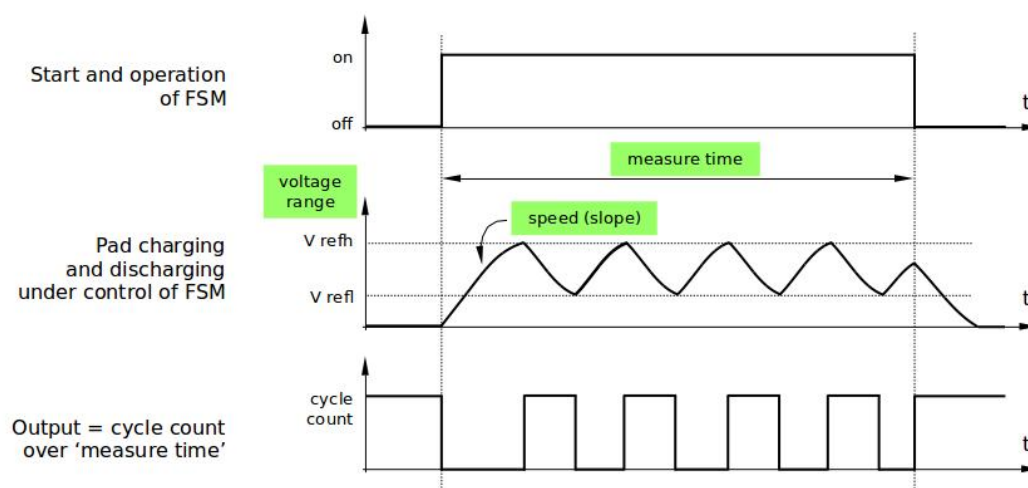 Start and operation
of FSM
on
off
t
measure time
voltage
range
speed (slope)
Pad charging
and discharging
under control of FSM
V refh
V refl
t
Output = cycle count
over ‘measure time’
cycle
count
t